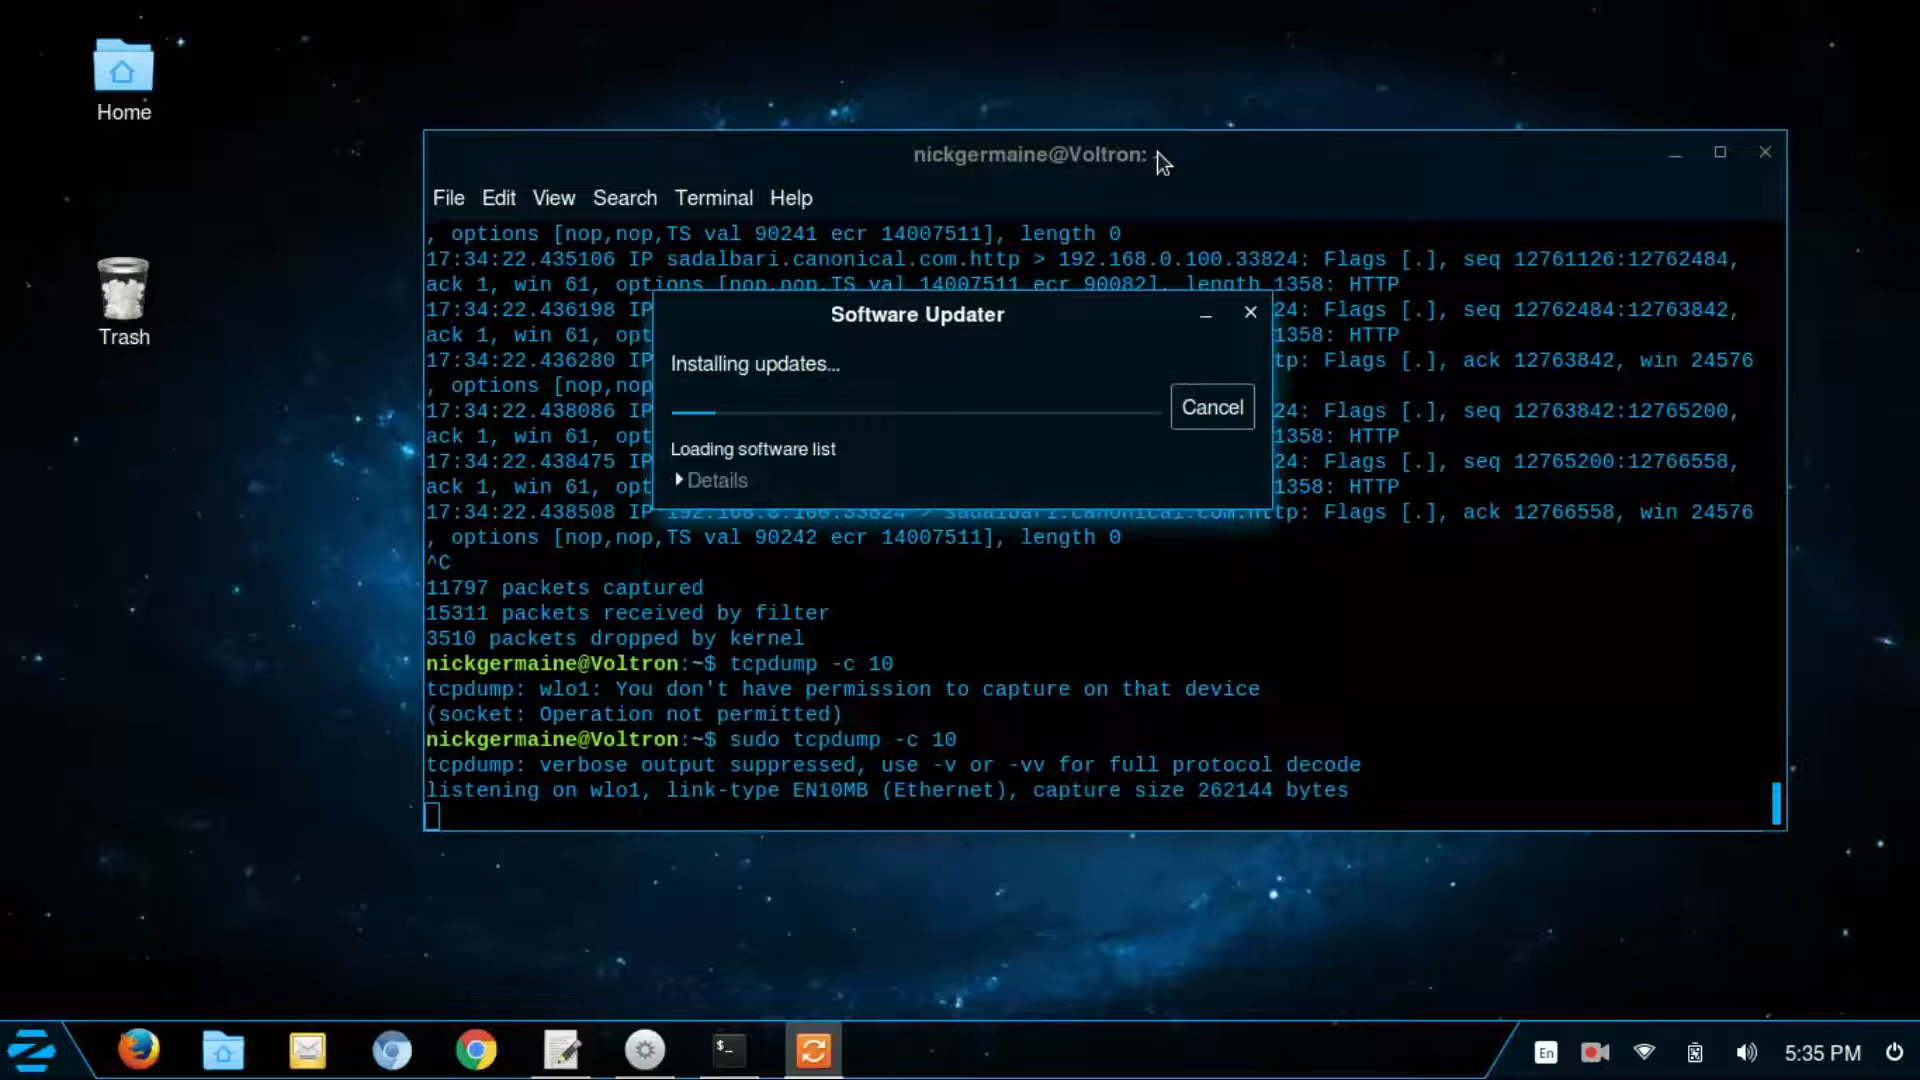 Home
Trash
nickgermaine@Voltron:
File Edit View Search Terminal Help
, options [nop,nop,TS val 90241 ecr 14007511], length 0
17:34:22.435106 IP sadalbari.canonical.com.http > 192.168.0.100.33824: Flags [.], seq 12761126:12762484,
ack 1, win 61, options [nop,nop,TS val 14007511 ecr 90082], length 1358: HTTP
17:34:22.436198 IP 24: Flags [.], seq 12762484:12763842,
ack 1, win 61, opt 1358: HTTP
17:34:22.436280 IP tp: Flags [.], ack 12763842, win 24576
, options [nop,nop
17:34:22.438086 IP 24: Flags [.], seq 12763842:12765200,
ack 1, win 61, opt 1358: HTTP
17:34:22.438475 IP 24: Flags [.], seq 12765200:12766558,
ack 1, win 61, opt 1358: HTTP
17:34:22.438508 IP 192.168.0.100.33824 > sadalbari.canonical.com.http: Flags [.], ack 12766558, win 24576
, options [nop,nop,TS val 90242 ecr 14007511], length 0
^C
11797 packets captured
15311 packets received by filter
3510 packets dropped by kernel
nickgermaine@Voltron:~$ tcpdump -c 10
tcpdump: wlo1: You don't have permission to capture on that device
(socket: Operation not permitted)
nickgermaine@Voltron:~$ sudo tcpdump -c 10
tcpdump: verbose output suppressed, use -v or -vv for full protocol decode
listening on wlo1, link-type EN10MB (Ethernet), capture size 262144 bytes
Software Updater
Installing updates...
Cancel
Loading software list
Details
$_
En
5:35 PM